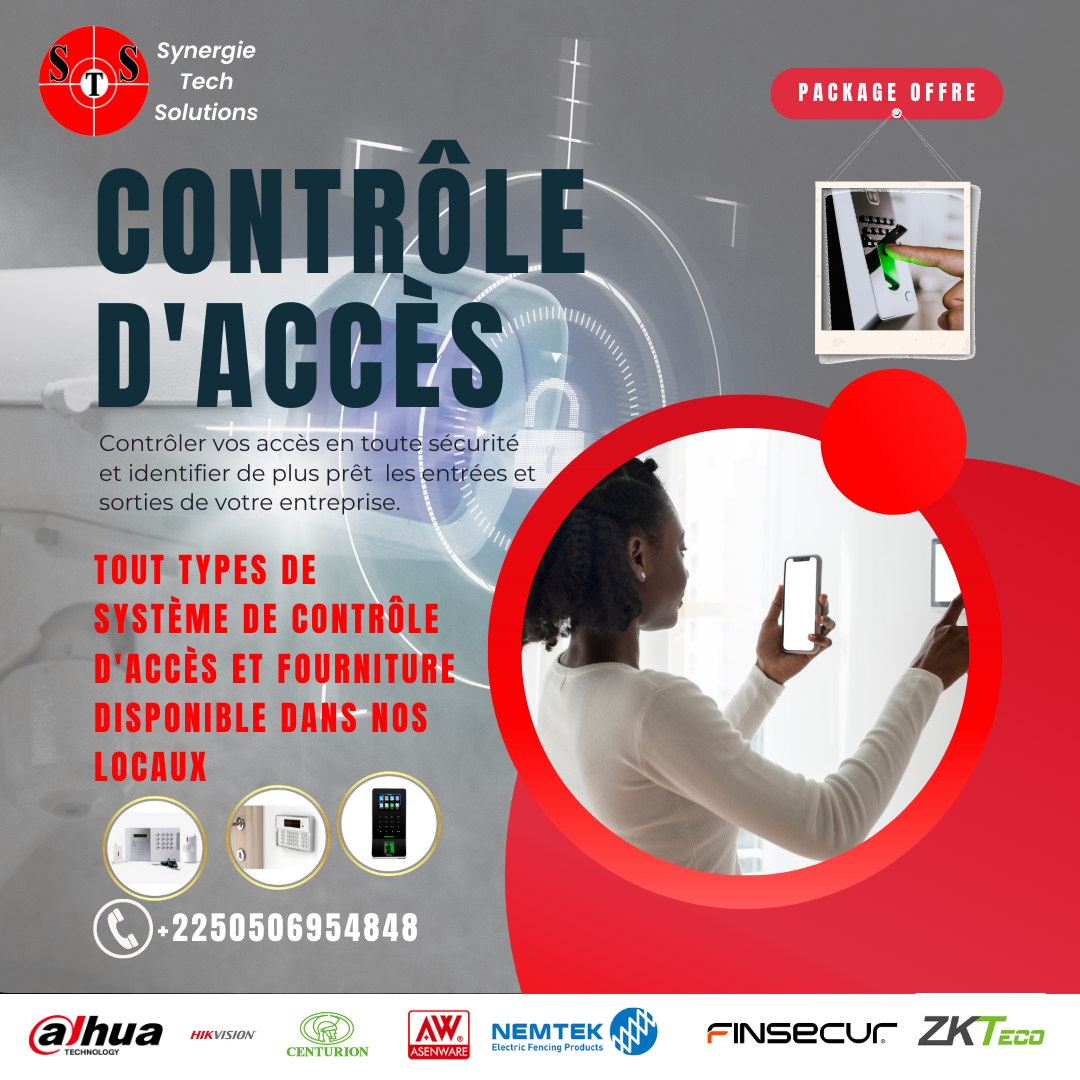 STS
Synergie
Tech
Solutions
PACKAGE OFFRE
CONTRÔLE
D'ACCÈS
Contrôler vos accès en toute sécurité
et identifier de plus prêt les entrées et
sorties de votre entreprise.
TOUT TYPES DE
SYSTÈME DE CONTRÔLE
D'ACCÈS ET FOURNITURE
DISPONIBLE DANS NOS
LOCAUX
+2250506954848
alhua
TECHNOLOGY
HIKVISION
CENTURION
AW
ASENWARE
NEMTEK
Electric Fencing Products
FINSECUR
ZKTECO